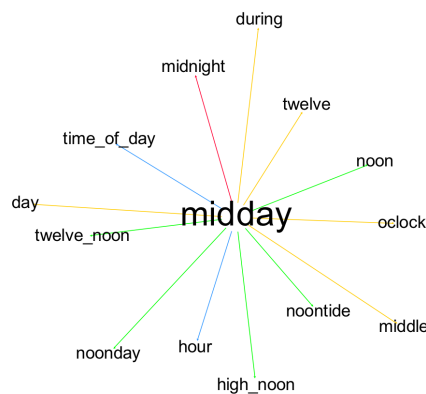 during
midnight
twelve
time_of_day
noon
day
midday
oclock
twelve_noon
noontide
middle
hour
noonday
high_noon